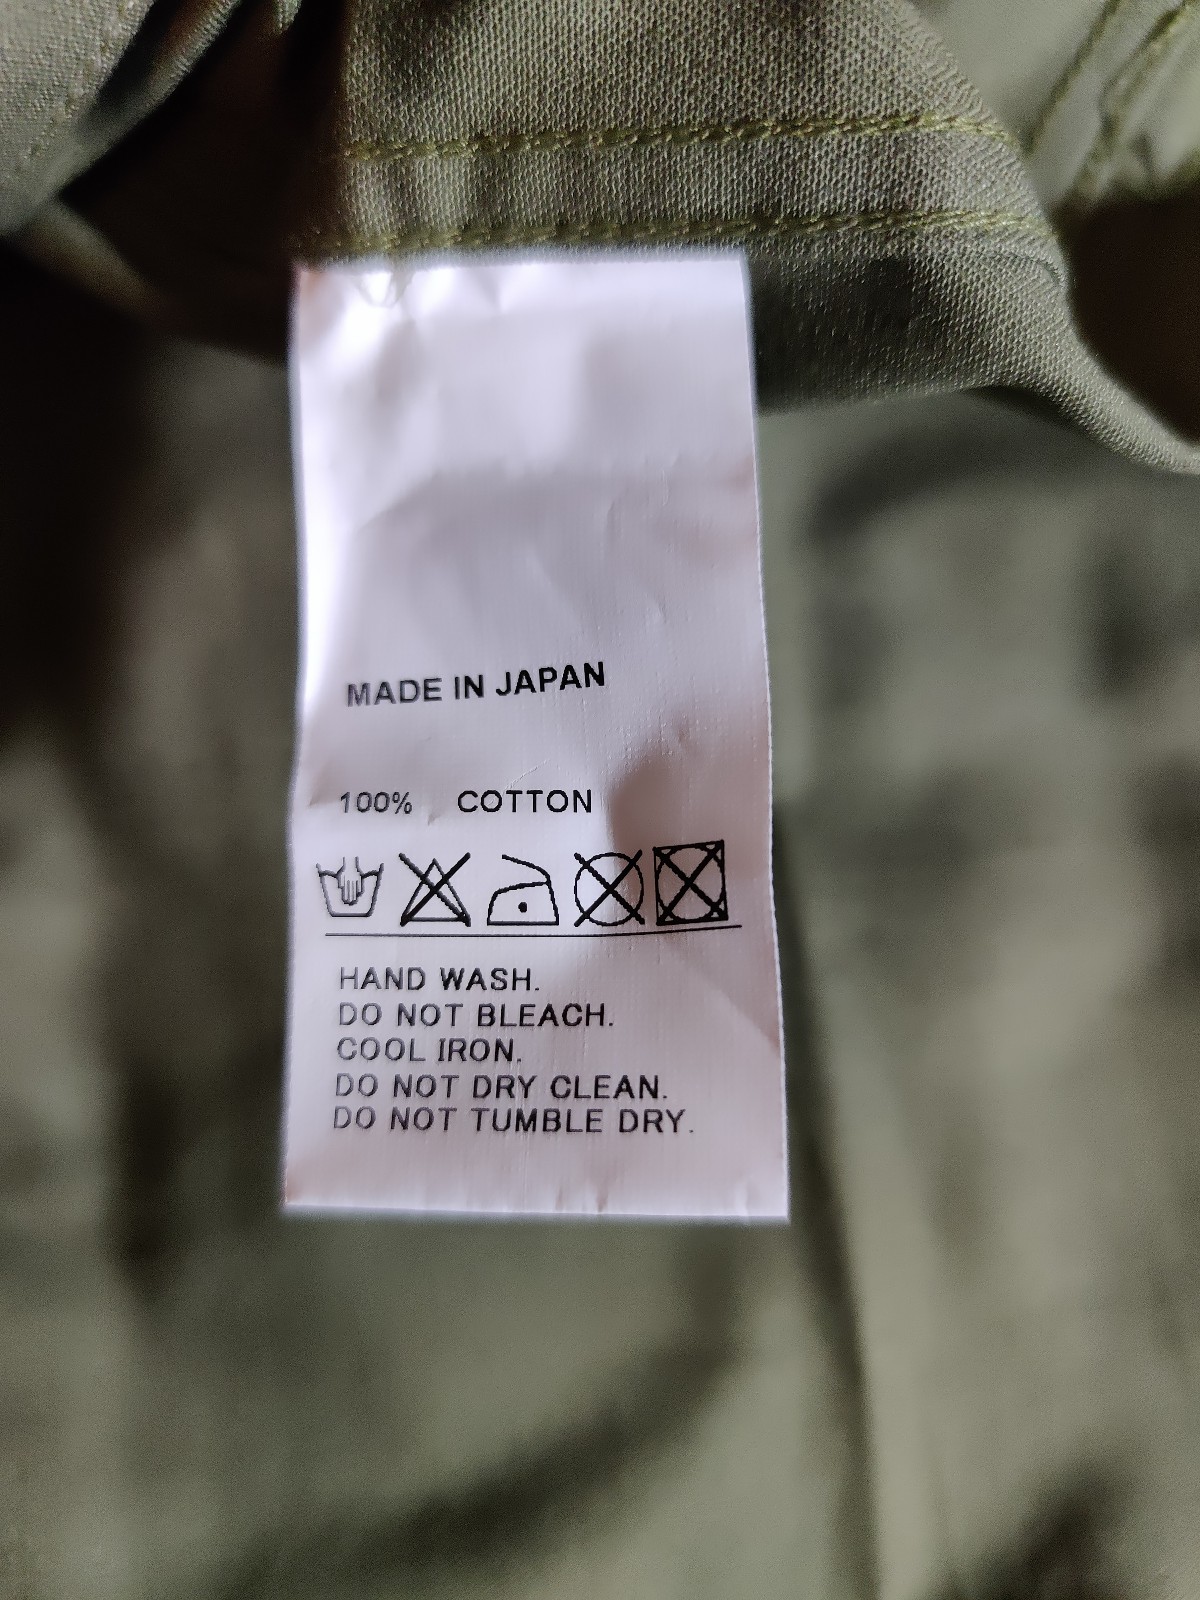 MADE IN JAPAN
100% COTTON
HAND WASH.
DO NOT BLEACH.
COOL IRON.
DO NOT DRY CLEAN.
DO NOT TUMBLE DRY.